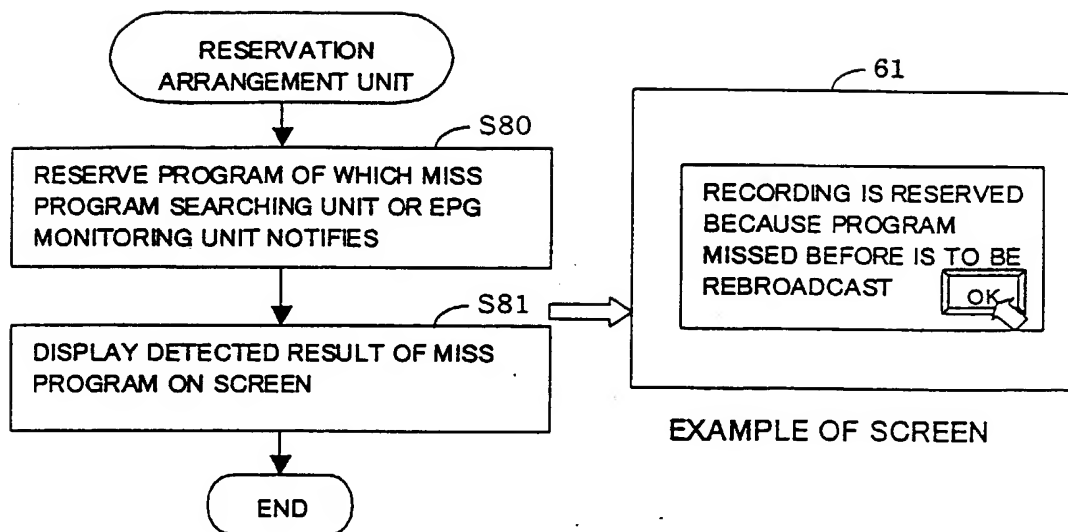 RESERVATION
ARRANGEMENT UNIT
S80
RESERVE PROGRAM OF WHICH MISS
PROGRAM SEARCHING UNIT OR EPG
MONITORING UNIT NOTIFIES
S81
DISPLAY DETECTED RESULT OF MISS
PROGRAM ON SCREEN
END
61
RECORDING IS RESERVED
BECAUSE PROGRAM
MISSED BEFORE IS TO BE
REBROADCAST
OK
EXAMPLE OF SCREEN